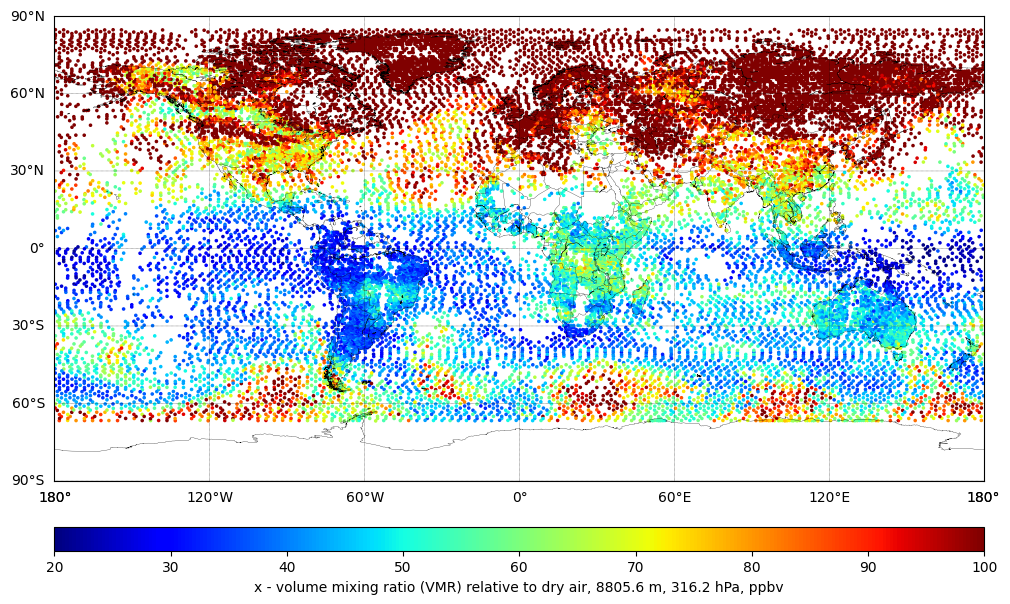 90°N
60°N
30°N
0°
30°S
60°S
90°S
180° 120°W 60°W 0° 60°E 120°E 180°
20 30 40 50 60 70 80 90 100
x - volume mixing ratio (VMR) relative to dry air, 8805.6 m, 316.2 hPa, ppbv